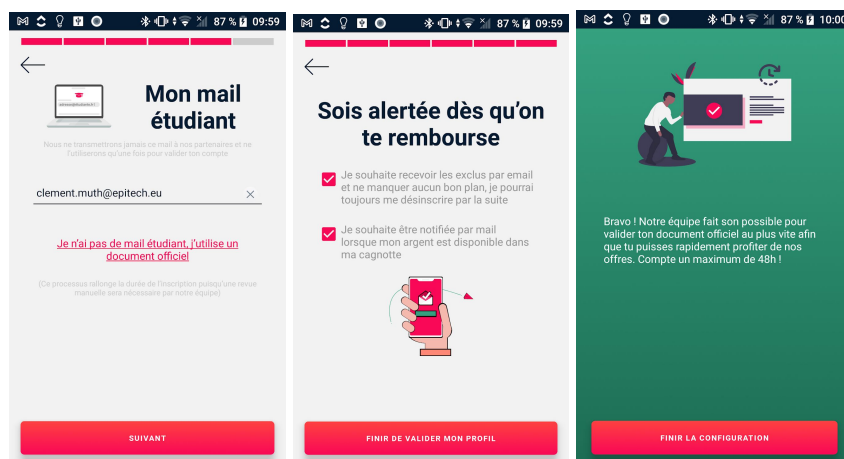 87 % 09:59
Mon mail
étudiant
Nous ne transmettrons jamais ce mail à nos partenaires et ne
l'utiliserons qu'une fois pour valider ton compte
clement.muth@epitech.eu
Je n'ai pas de mail étudiant, j'utilise un
document officiel
(Ce processus rallonge la durée de l'inscription puisqu'une revue
manuelle sera nécessaire par notre équipe)
SUIVANT
87 % 09:59
Sois alertée dès qu'on
te rembourse
Je souhaite recevoir les exclus par email
et ne manquer aucun bon plan, je pourrai
toujours me désinscrire par la suite
Je souhaite être notifiée par mail
lorsque mon argent est disponible dans
ma cagnotte
FINIR DE VALIDER MON PROFIL
87 % 10:00
Bravo ! Notre équipe fait son possible pour
valider ton document officiel au plus vite afin
que tu puisses rapidement profiter de nos
offres. Compte un maximum de 48h !
FINIR LA CONFIGURATION